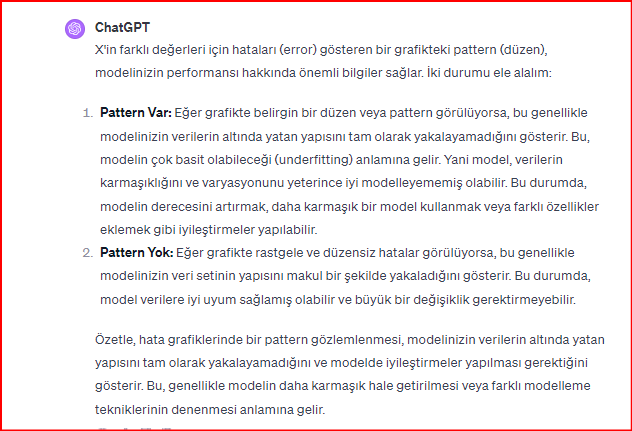 ChatGPT
X'in farklı değerleri için hataları (error) gösteren bir grafikteki pattern (düzen),
modelinizin performansı hakkında önemli bilgiler sağlar. İki durumu ele alalım:
1. Pattern Var: Eğer grafikte belirgin bir düzen veya pattern görülüyorsa, bu genellikle
modelinizin verilerin altında yatan yapısını tam olarak yakalayamadığını gösterir. Bu,
modelin çok basit olabileceği (underfitting) anlamına gelir. Yani model, verilerin
karmaşıklığını ve varyasyonunu yeterince iyi modelleyememiş olabilir. Bu durumda,
modelin derecesini artırmak, daha karmaşık bir model kullanmak veya farklı özellikler
eklemek gibi iyileştirmeler yapılabilir.
2. Pattern Yok: Eğer grafikte rastgele ve düzensiz hatalar görülüyorsa, bu genellikle
modelinizin veri setinin yapısını makul bir şekilde yakaladığını gösterir. Bu durumda,
model verilere iyi uyum sağlamış olabilir ve büyük bir değişiklik gerektirmeyebilir.
Özetle, hata grafiklerinde bir pattern gözlemlenmesi, modelinizin verilerin altında yatan
yapısını tam olarak yakalayamadığını ve modelde iyileştirmeler yapılması gerektiğini
gösterir. Bu, genellikle modelin daha karmaşık hale getirilmesi veya farklı modelleme
tekniklerinin denenmesi anlamına gelir.